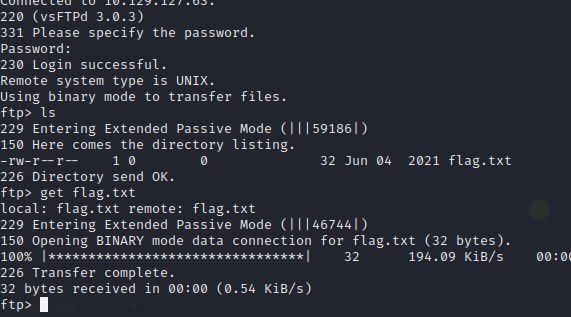 Connected to 10.129.127.63.
220 (vsFTPd 3.0.3)
331 Please specify the password.
Password:
230 Login successful.
Remote system type is UNIX.
Using binary mode to transfer files.
ftp> ls
229 Entering Extended Passive Mode (|||59186|)
150 Here comes the directory listing.
-rw-r--r--    1 0        0              32 Jun 04  2021 flag.txt
226 Directory send OK.
ftp> get flag.txt
local: flag.txt remote: flag.txt
229 Entering Extended Passive Mode (|||46744|)
150 Opening BINARY mode data connection for flag.txt (32 bytes).
100% |********************************|    32      194.09 KiB/s    00:00
226 Transfer complete.
32 bytes received in 00:00 (0.54 KiB/s)
ftp>